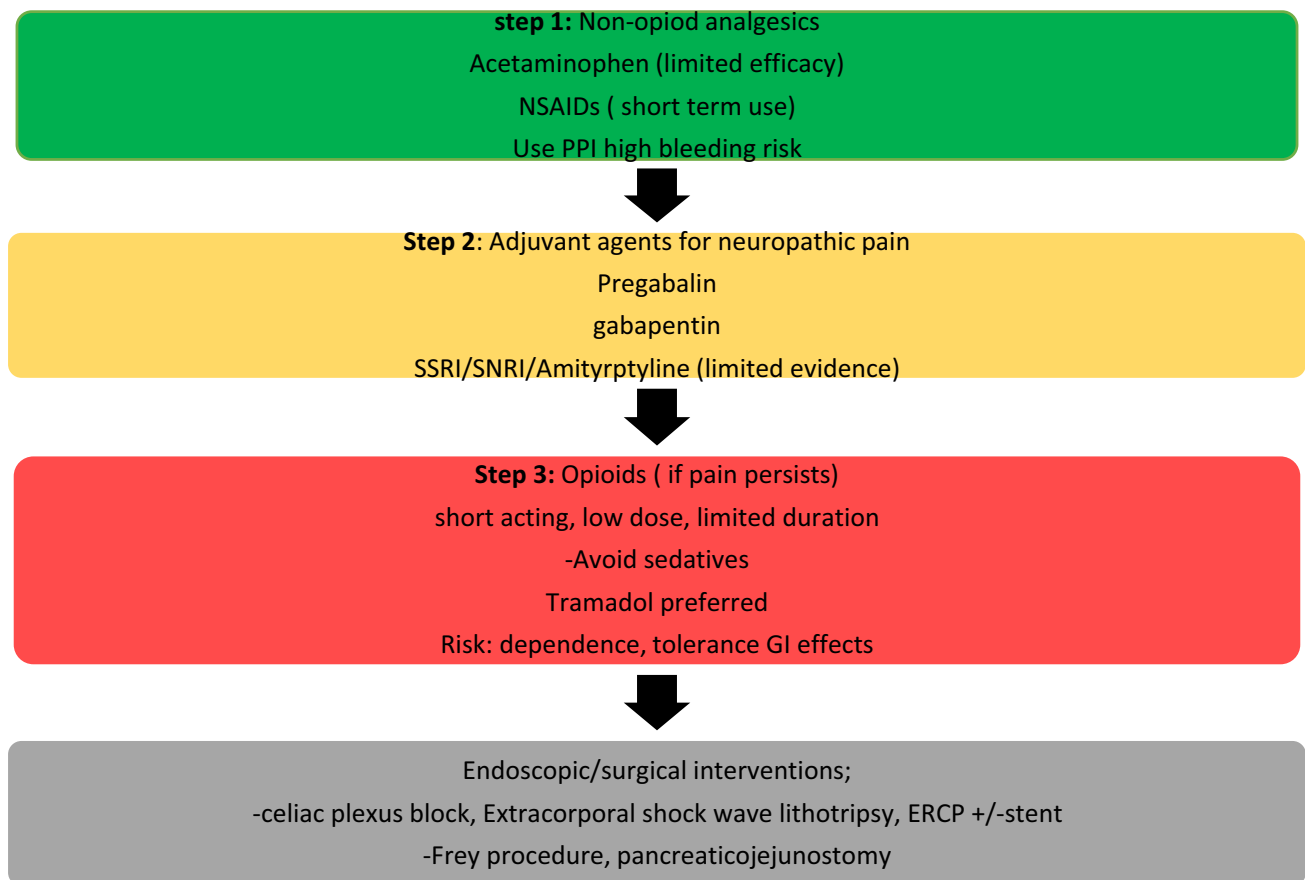 step 1: Non-opiod analgesics
Acetaminophen (limited efficacy)
NSAIDs ( short term use)
Use PPI high bleeding risk
Step 2: Adjuvant agents for neuropathic pain
Pregabalin
gabapentin
SSRI/SNRI/Amityrptyline (limited evidence)
Step 3: Opioids ( if pain persists)
short acting, low dose, limited duration
-Avoid sedatives
Tramadol preferred
Risk: dependence, tolerance GI effects
Endoscopic/surgical interventions;
-celiac plexus block, Extracorporal shock wave lithotripsy, ERCP +/-stent
-Frey procedure, pancreaticojejunostomy